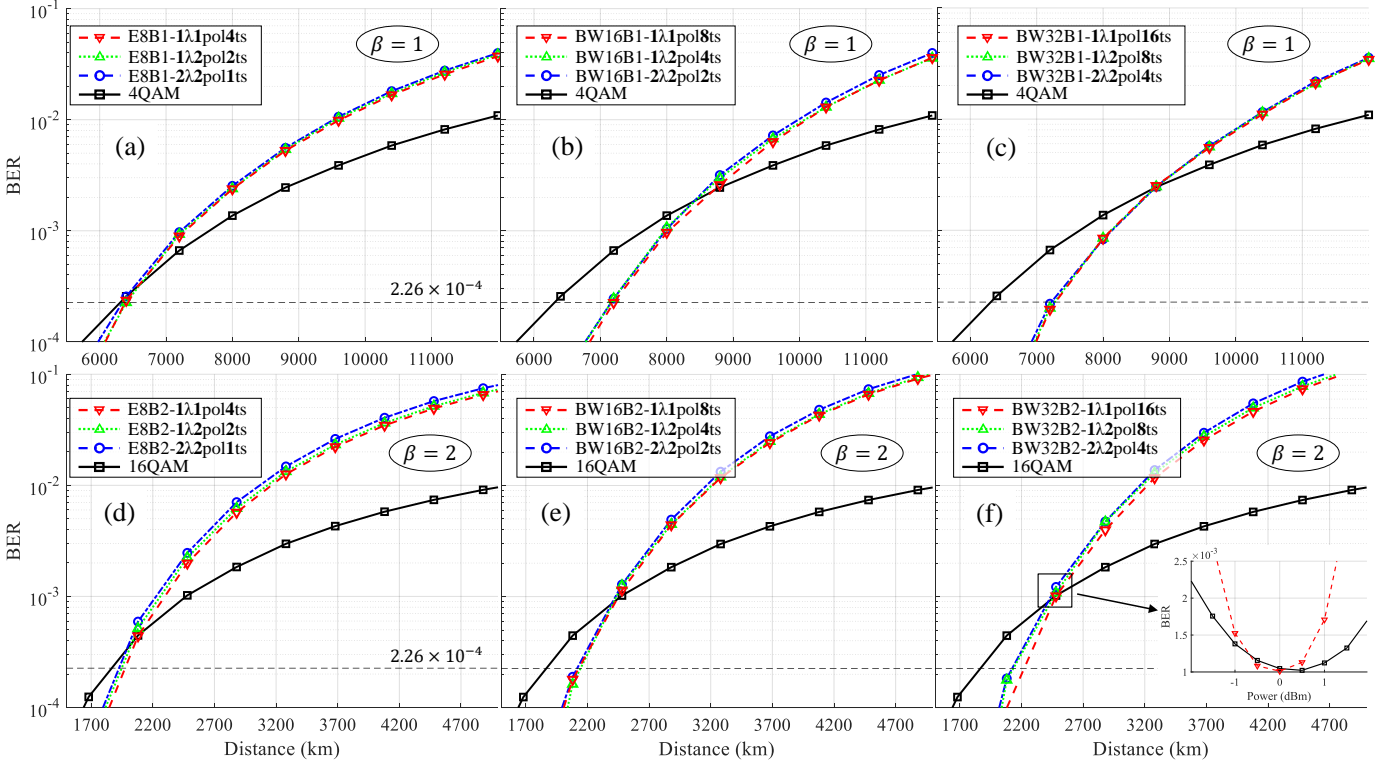 10^-1
10^-2
10^-3
10^-4
BER
E8B1-1λ1pol4ts
E8B1-1λ2pol2ts
E8B1-2λ2pol1ts
4QAM
β = 1
(a)
2.26 × 10^-4
6000 7000 8000 9000 10000 11000
BW16B1-1λ1pol8ts
BW16B1-1λ2pol4ts
BW16B1-2λ2pol2ts
4QAM
β = 1
(b)
6000 7000 8000 9000 10000 11000
BW32B1-1λ1pol16ts
BW32B1-1λ2pol8ts
BW32B1-2λ2pol4ts
4QAM
β = 1
(c)
6000 7000 8000 9000 10000 11000
10^-1
10^-2
10^-3
10^-4
BER
E8B2-1λ1pol4ts
E8B2-1λ2pol2ts
E8B2-2λ2pol1ts
16QAM
β = 2
(d)
2.26 × 10^-4
1700 2200 2700 3200 3700 4200 4700
Distance (km)
BW16B2-1λ1pol8ts
BW16B2-1λ2pol4ts
BW16B2-2λ2pol2ts
16QAM
β = 2
(e)
1700 2200 2700 3200 3700 4200 4700
Distance (km)
BW32B2-1λ1pol16ts
BW32B2-1λ2pol8ts
BW32B2-2λ2pol4ts
16QAM
β = 2
(f)
×10^-3
2.5
2
1.5
1
BER
-1 0 1
Power (dBm)
1700 2200 2700 3200 3700 4200 4700
Distance (km)